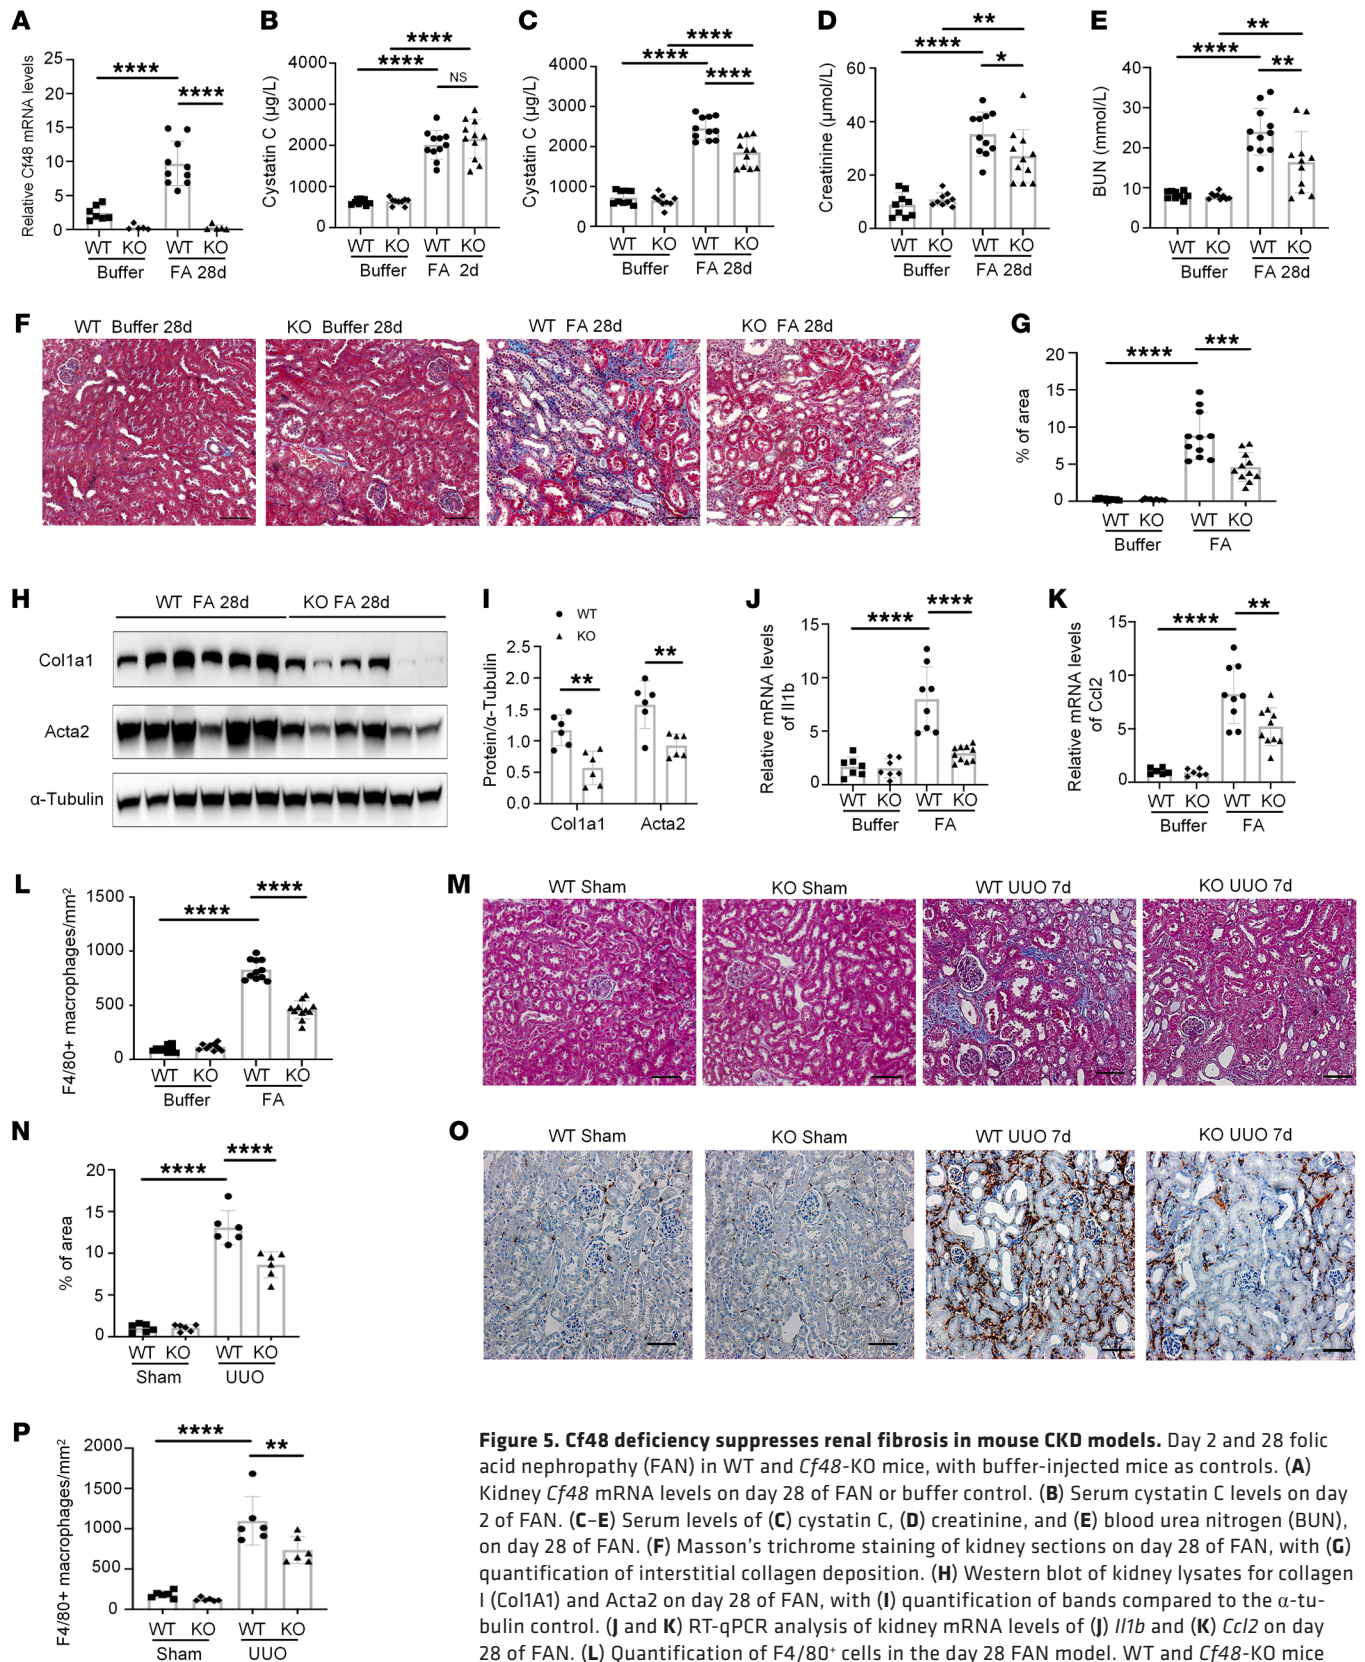 A
Relative Cf48 mRNA levels
25
20
15
10
5
0
****
****
WT KO WT KO
Buffer FA 28d
B
Cystatin C (µg/L)
4000
3000
2000
1000
0
****
****
NS
WT KO WT KO
Buffer FA 2d
C
Cystatin C (µg/L)
4000
3000
2000
1000
0
****
****
****
WT KO WT KO
Buffer FA 28d
D
Creatinine (µmol/L)
60
40
20
0
**
****
*
WT KO WT KO
Buffer FA 28d
E
BUN (mmol/L)
40
30
20
10
0
**
****
**
WT KO WT KO
Buffer FA 28d
F
WT Buffer 28d KO Buffer 28d WT FA 28d KO FA 28d
G
% of area
20
15
10
5
0
****
***
WT KO WT KO
Buffer FA
H
WT FA 28d KO FA 28d
Col1a1
Acta2
α-Tubulin
I
WT
KO
Protein/α-Tubulin
2.5
2.0
1.5
1.0
0.5
0.0
**
**
Col1a1 Acta2
J
Relative mRNA levels
of Il1b
15
10
5
0
****
****
WT KO WT KO
Buffer FA
K
Relative mRNA levels
of Ccl2
15
10
5
0
****
**
WT KO WT KO
Buffer FA
L
F4/80+ macrophages/mm2
1500
1000
500
0
****
****
WT KO WT KO
Buffer FA
M
WT Sham KO Sham WT UUO 7d KO UUO 7d
N
% of area
20
15
10
5
0
****
****
WT KO WT KO
Sham UUO
O
WT Sham KO Sham WT UUO 7d KO UUO 7d
P
F4/80+ macrophages/mm2
2000
1500
1000
500
0
****
**
WT KO WT KO
Sham UUO
Figure 5. Cf48 deficiency suppresses renal fibrosis in mouse CKD models. Day 2 and 28 folic
acid nephropathy (FAN) in WT and Cf48-KO mice, with buffer-injected mice as controls. (A)
Kidney Cf48 mRNA levels on day 28 of FAN or buffer control. (B) Serum cystatin C levels on day
2 of FAN. (C–E) Serum levels of (C) cystatin C, (D) creatinine, and (E) blood urea nitrogen (BUN),
on day 28 of FAN. (F) Masson's trichrome staining of kidney sections on day 28 of FAN, with (G)
quantification of interstitial collagen deposition. (H) Western blot of kidney lysates for collagen
I (Col1A1) and Acta2 on day 28 of FAN, with (I) quantification of bands compared to the α-tu-
bulin control. (J and K) RT-qPCR analysis of kidney mRNA levels of (J) Il1b and (K) Ccl2 on day
28 of FAN. (L) Quantification of F4/80+ cells in the day 28 FAN model. WT and Cf48-KO mice